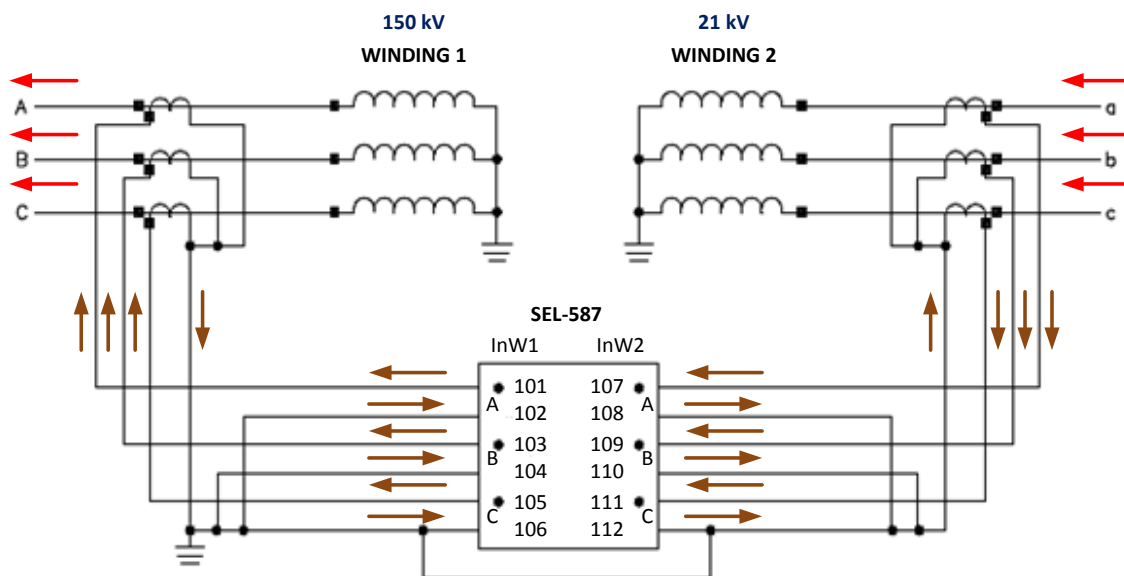 150 kV
21 kV
WINDING 1
WINDING 2
A
a
B
b
C
c
SEL-587
InW1
InW2
101
107
A
A
102
108
103
109
B
B
104
110
105
111
C
C
106
112